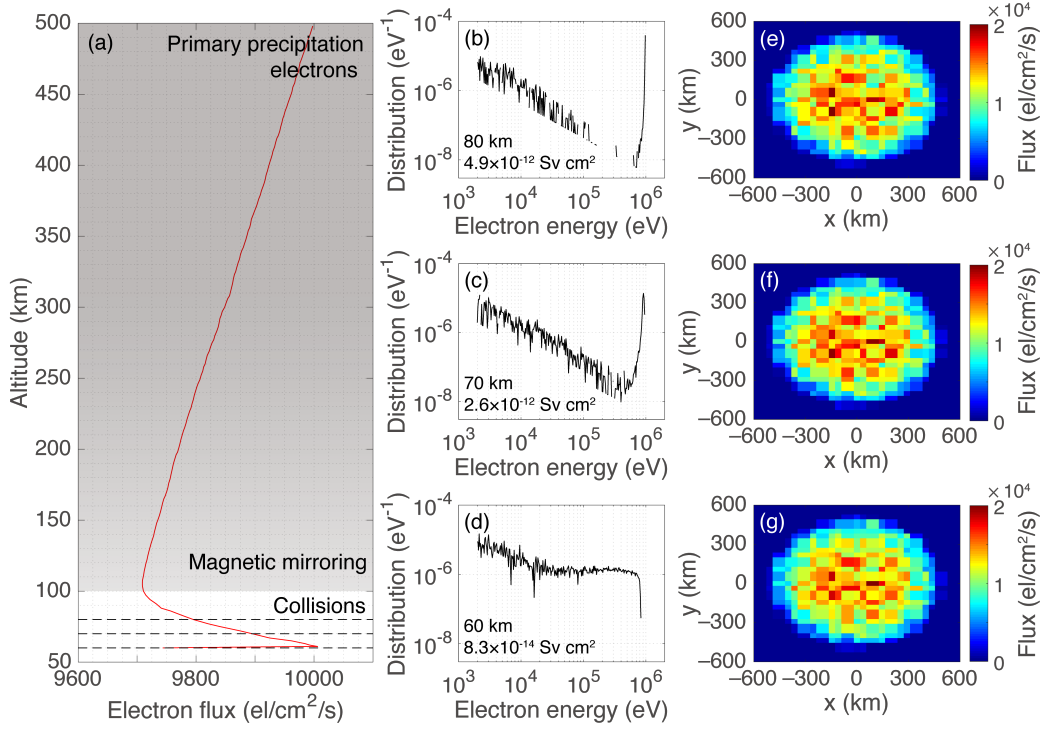 (a)
Primary precipitation
electrons
Magnetic mirroring
Collisions
500
450
400
350
300
250
200
150
100
50
Altitude (km)
9600
9800
10000
Electron flux (el/cm²/s)
(b)
80 km
4.9×10⁻¹² Sv cm²
10⁻⁴
10⁻⁶
10⁻⁸
Distribution (eV⁻¹)
10³
10⁴
10⁵
10⁶
Electron energy (eV)
(e)
600
300
0
−300
−600
y (km)
−600
−300
0
300
600
x (km)
× 10⁴
2
1
0
Flux (el/cm²/s)
(c)
70 km
2.6×10⁻¹² Sv cm²
10⁻⁴
10⁻⁶
10⁻⁸
Distribution (eV⁻¹)
10³
10⁴
10⁵
10⁶
Electron energy (eV)
(f)
600
300
0
−300
−600
y (km)
−600
−300
0
300
600
x (km)
× 10⁴
2
1
0
Flux (el/cm²/s)
(d)
60 km
8.3×10⁻¹⁴ Sv cm²
10⁻⁴
10⁻⁶
10⁻⁸
Distribution (eV⁻¹)
10³
10⁴
10⁵
10⁶
Electron energy (eV)
(g)
600
300
0
−300
−600
y (km)
−600
−300
0
300
600
x (km)
× 10⁴
2
1
0
Flux (el/cm²/s)